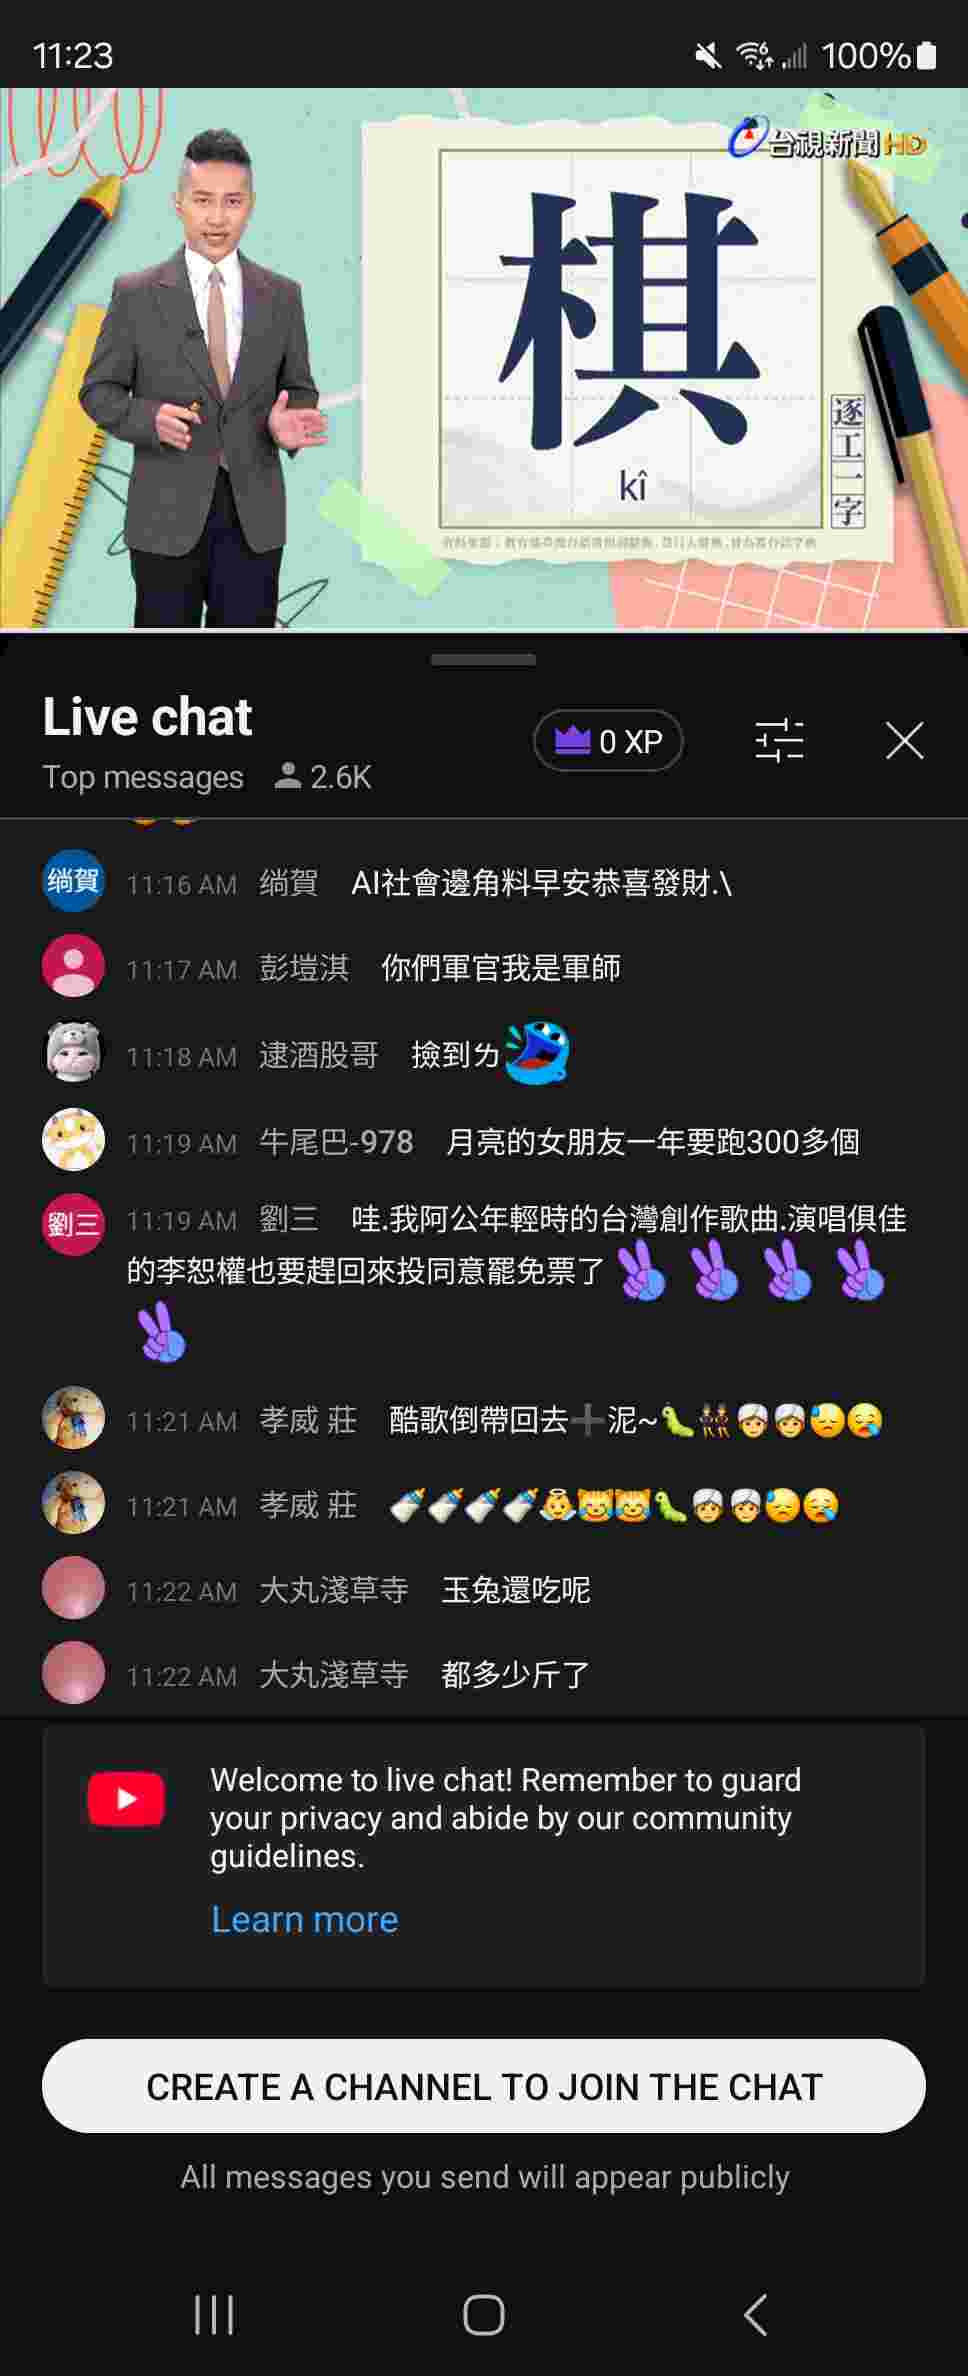 11:23
100%
台視新聞 HD
棋
kî
逐工一字
Live chat
0 XP
Top messages
2.6K
绱賀
11:16 AM 绱賀 AI社會邊角料早安恭喜發財.\
11:17 AM 彭塏淇 你們軍官我是軍師
11:18 AM 逮酒股哥 撿到ㄌ
11:19 AM 牛尾巴-978 月亮的女朋友一年要跑300多個
劉三
11:19 AM 劉三 哇.我阿公年輕時的台灣創作歌曲.演唱俱佳
的李恕權也要趕回來投同意罷免票了
11:21 AM 孝威 莊 酷歌倒帶回去➕泥~🐛👯🏻👳👳😓😪
11:21 AM 孝威 莊 🍼🍼🍼🍼👼😹😹🐛👳👳😓😪
11:22 AM 大丸淺草寺 玉兔還吃呢
11:22 AM 大丸淺草寺 都多少斤了
Welcome to live chat! Remember to guard
your privacy and abide by our community
guidelines.
Learn more
CREATE A CHANNEL TO JOIN THE CHAT
All messages you send will appear publicly